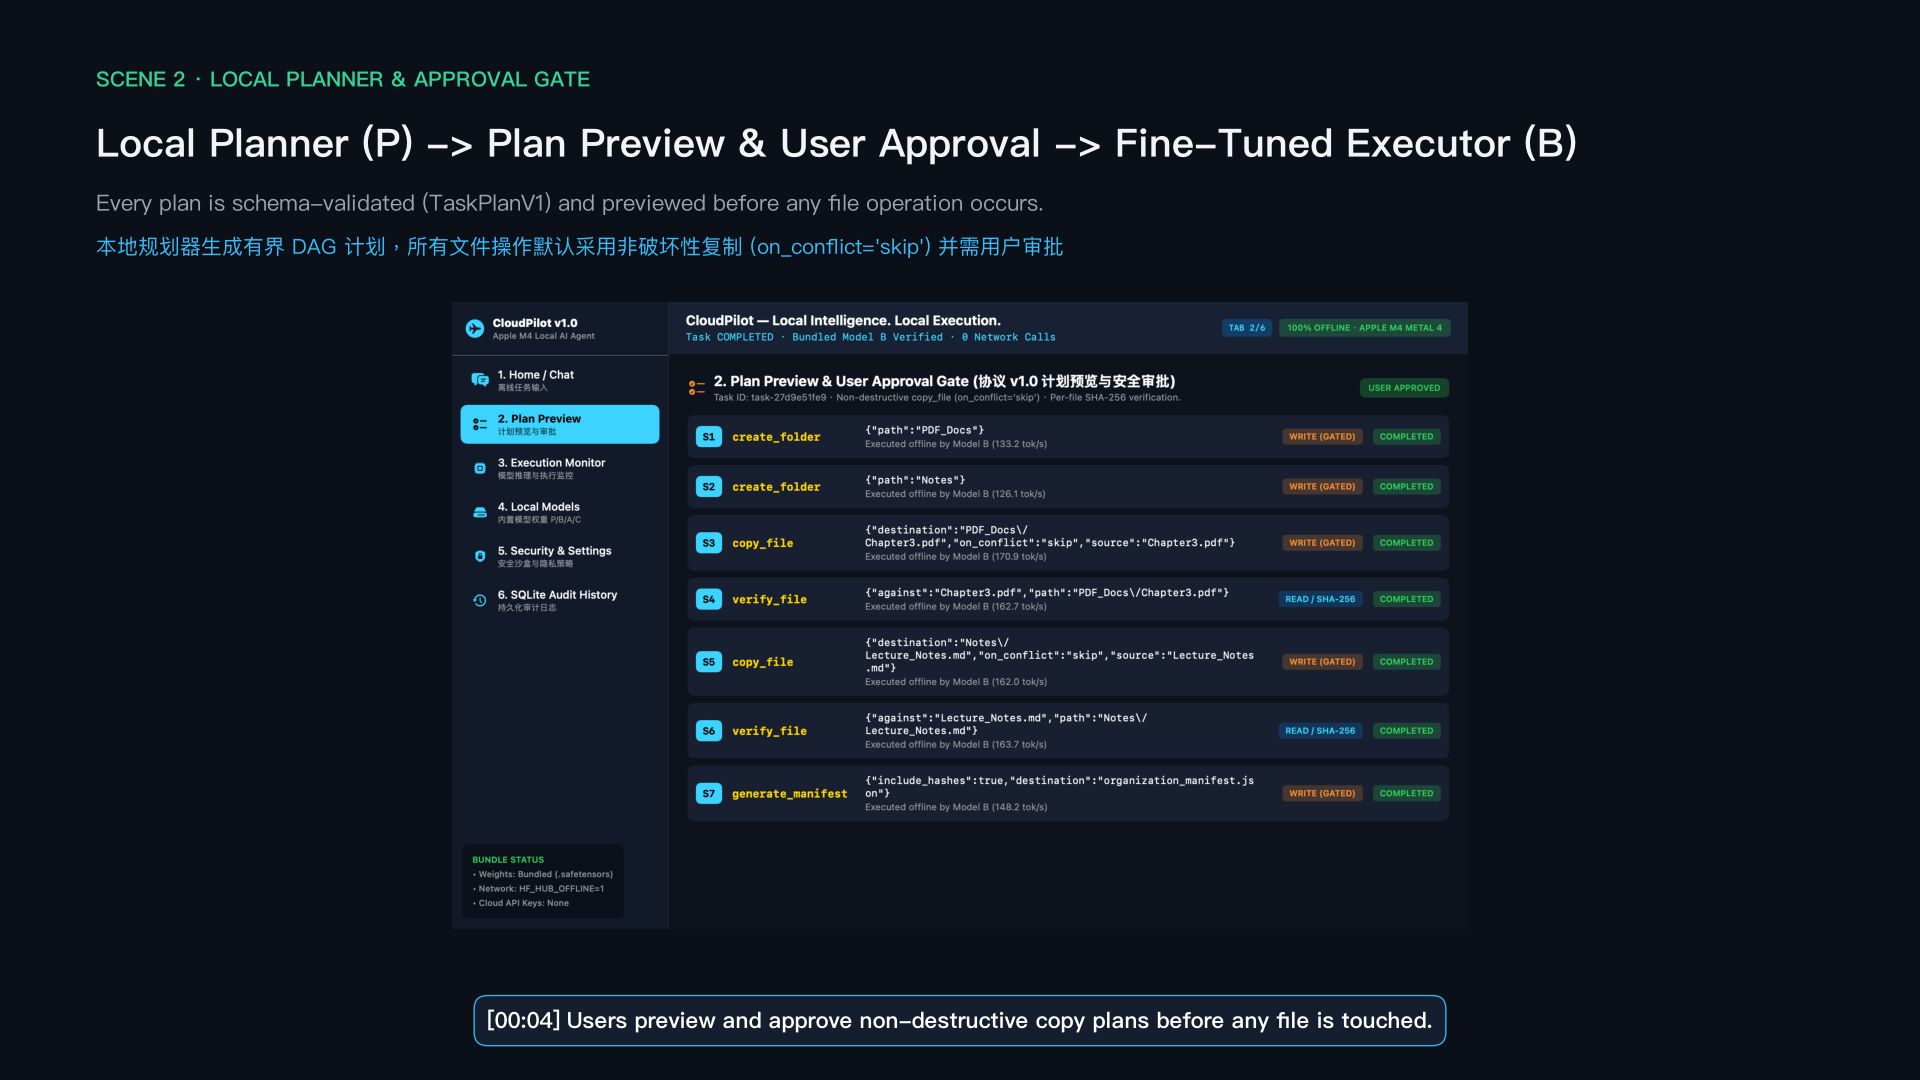 SCENE 2 · LOCAL PLANNER & APPROVAL GATE
Local Planner (P) –> Plan Preview & User Approval –> Fine–Tuned Executor (B)
Every plan is schema–validated (TaskPlanV1) and previewed before any file operation occurs.
本地规划器生成有界 DAG 计划，所有文件操作默认采用非破坏性复制 (on_conflict='skip') 并需用户审批
CloudPilot v1.0
Apple M4 Local AI Agent
1. Home / Chat
离线任务输入
2. Plan Preview
计划预览与审批
3. Execution Monitor
模型推理与执行监控
4. Local Models
内置模型权重 P/B/A/C
5. Security & Settings
安全沙盒与隐私策略
6. SQLite Audit History
持久化审计日志
BUNDLE STATUS
• Weights: Bundled (.safetensors)
• Network: HF_HUB_OFFLINE=1
• Cloud API Keys: None
CloudPilot — Local Intelligence. Local Execution.
Task COMPLETED · Bundled Model B Verified · 0 Network Calls
TAB 2/6
100% OFFLINE · APPLE M4 METAL 4
2. Plan Preview & User Approval Gate (协议 v1.0 计划预览与安全审批)
Task ID: task-27d9e51fe9 · Non-destructive copy_file (on_conflict='skip') · Per-file SHA-256 verification.
USER APPROVED
S1 create_folder {"path":"PDF_Docs"} WRITE (GATED) COMPLETED
Executed offline by Model B (133.2 tok/s)
S2 create_folder {"path":"Notes"} WRITE (GATED) COMPLETED
Executed offline by Model B (126.1 tok/s)
S3 copy_file {"destination":"PDF_Docs\/
Chapter3.pdf","on_conflict":"skip","source":"Chapter3.pdf"} WRITE (GATED) COMPLETED
Executed offline by Model B (170.9 tok/s)
S4 verify_file {"against":"Chapter3.pdf","path":"PDF_Docs\/Chapter3.pdf"} READ / SHA-256 COMPLETED
Executed offline by Model B (162.7 tok/s)
S5 copy_file {"destination":"Notes\/
Lecture_Notes.md","on_conflict":"skip","source":"Lecture_Notes
.md"} WRITE (GATED) COMPLETED
Executed offline by Model B (162.0 tok/s)
S6 verify_file {"against":"Lecture_Notes.md","path":"Notes\/
Lecture_Notes.md"} READ / SHA-256 COMPLETED
Executed offline by Model B (163.7 tok/s)
S7 generate_manifest {"include_hashes":true,"destination":"organization_manifest.js
on"} WRITE (GATED) COMPLETED
Executed offline by Model B (148.2 tok/s)
[00:04] Users preview and approve non–destructive copy plans before any file is touched.